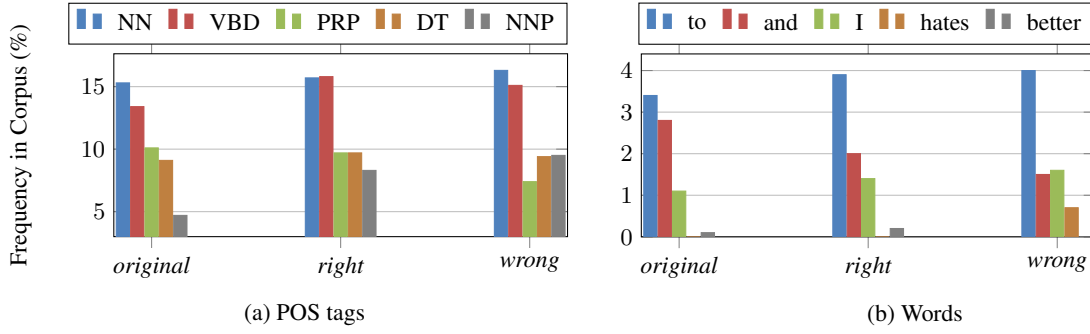 NN VBD PRP DT NNP
Frequency in Corpus (%)
15
10
5
original right wrong
(a) POS tags
to and I hates better
4
3
2
1
0
original right wrong
(b) Words